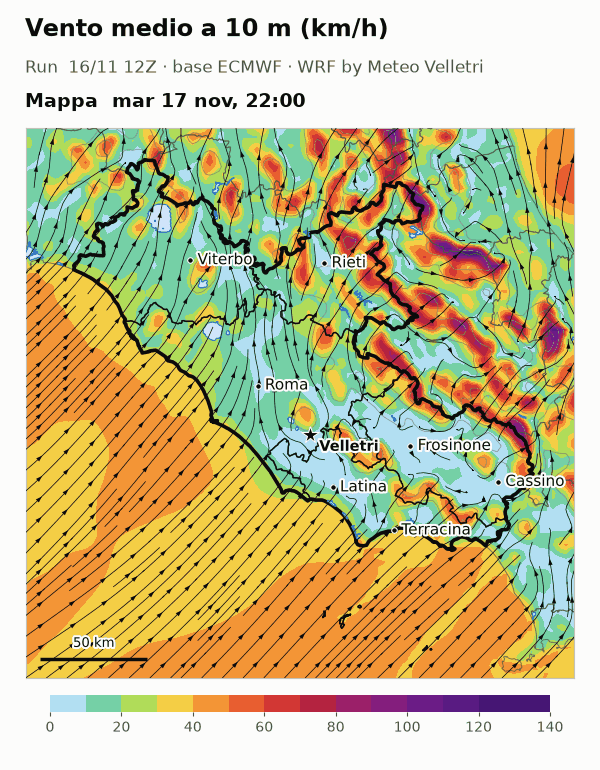 Vento medio a 10 m (km/h)
Run  16/11 12Z · base ECMWF · WRF by Meteo Velletri
Mappa  mar 17 nov, 22:00
Viterbo
Rieti
Roma
Velletri
Frosinone
Cassino
Latina
Terracina
50 km
0 20 40 60 80 100 120 140